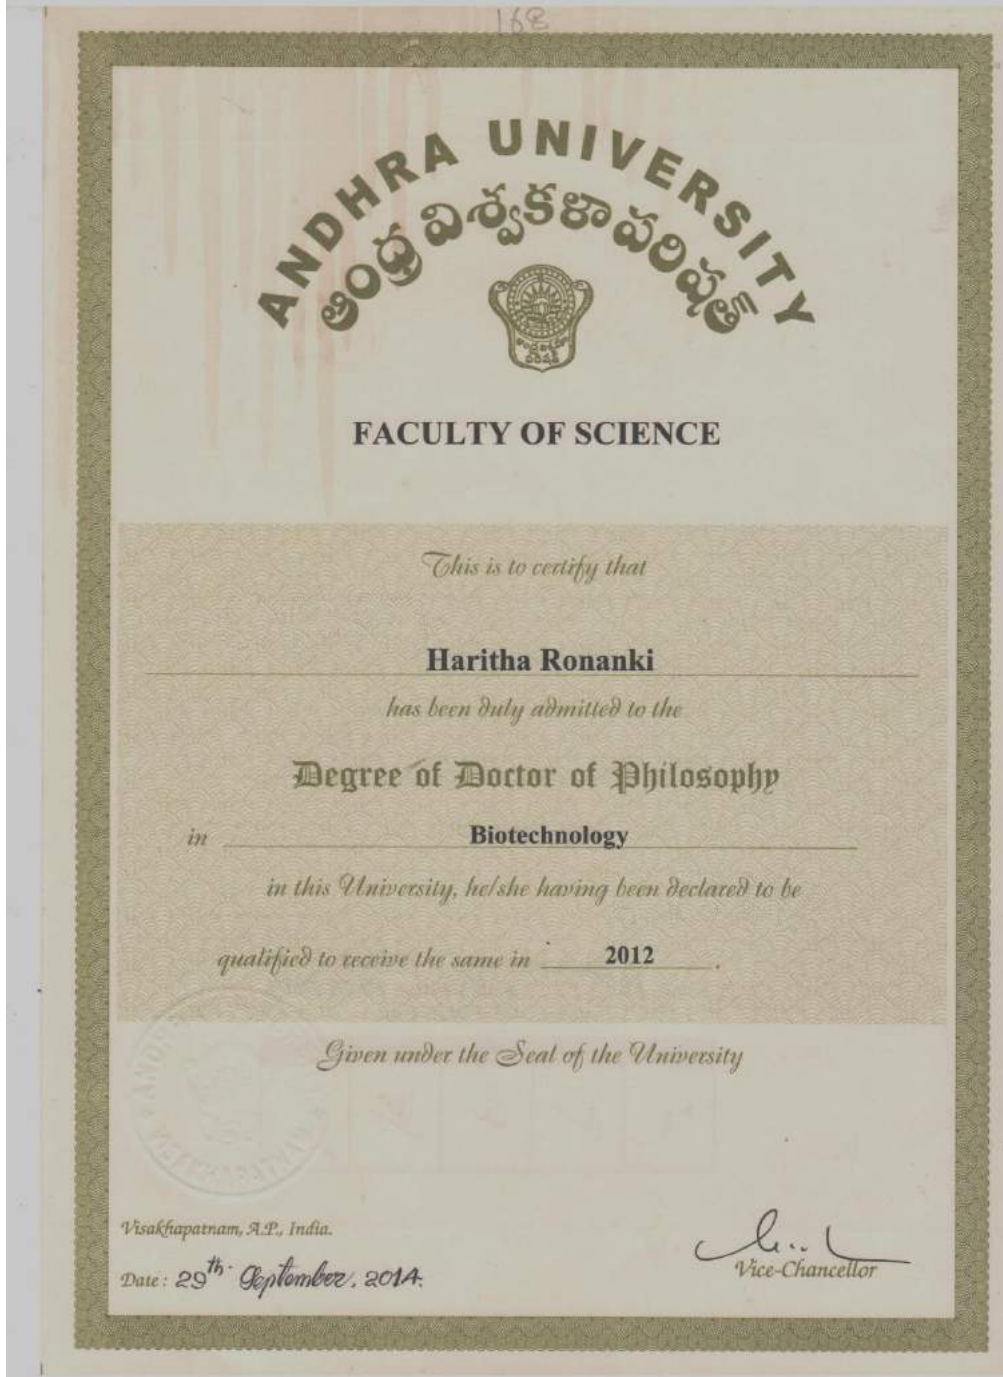 168
ANDHRA UNIVERSITY
ఆంధ్ర విశ్వకళా పరిషత్
FACULTY OF SCIENCE
This is to certify that
Haritha Ronanki
has been duly admitted to the
Degree of Doctor of Philosophy
in Biotechnology
in this University, he/she having been declared to be
qualified to receive the same in 2012.
Given under the Seal of the University
Visakhapatnam, A.P., India.
Vice-Chancellor
Date: 29th September, 2014.